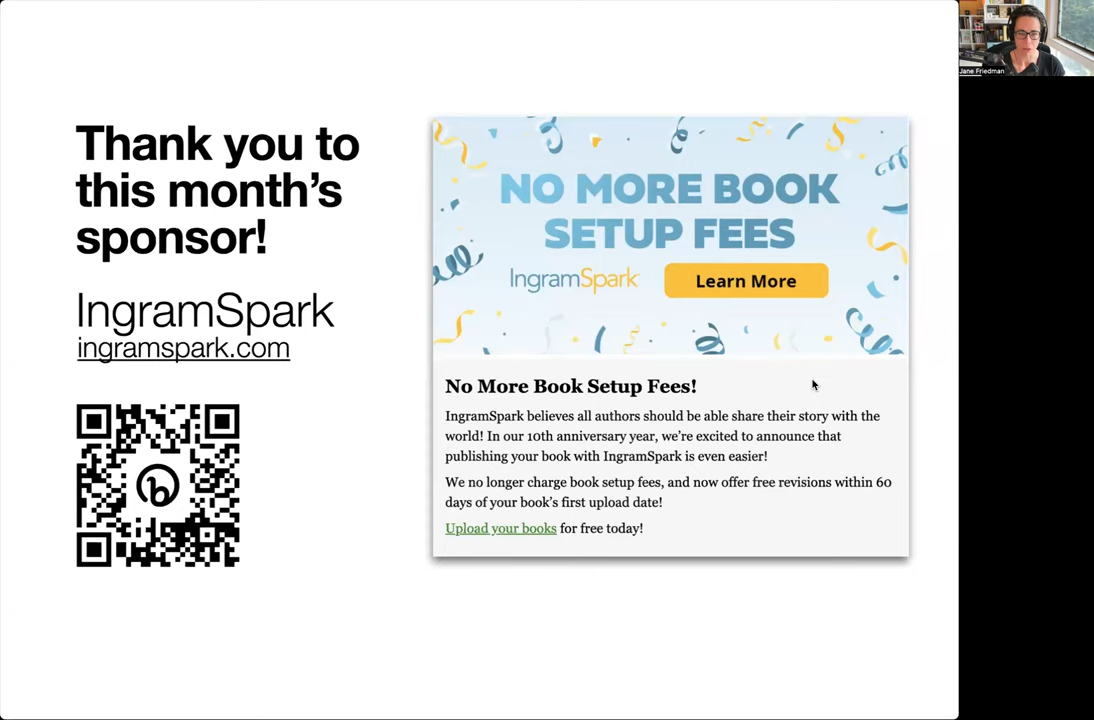 Jane Friedman
Thank you to
this month's
sponsor!
IngramSpark
ingramspark.com
NO MORE BOOK
SETUP FEES
IngramSpark
Learn More
No More Book Setup Fees!
IngramSpark believes all authors should be able share their story with the
world! In our 10th anniversary year, we're excited to announce that
publishing your book with IngramSpark is even easier!
We no longer charge book setup fees, and now offer free revisions within 60
days of your book's first upload date!
Upload your books for free today!